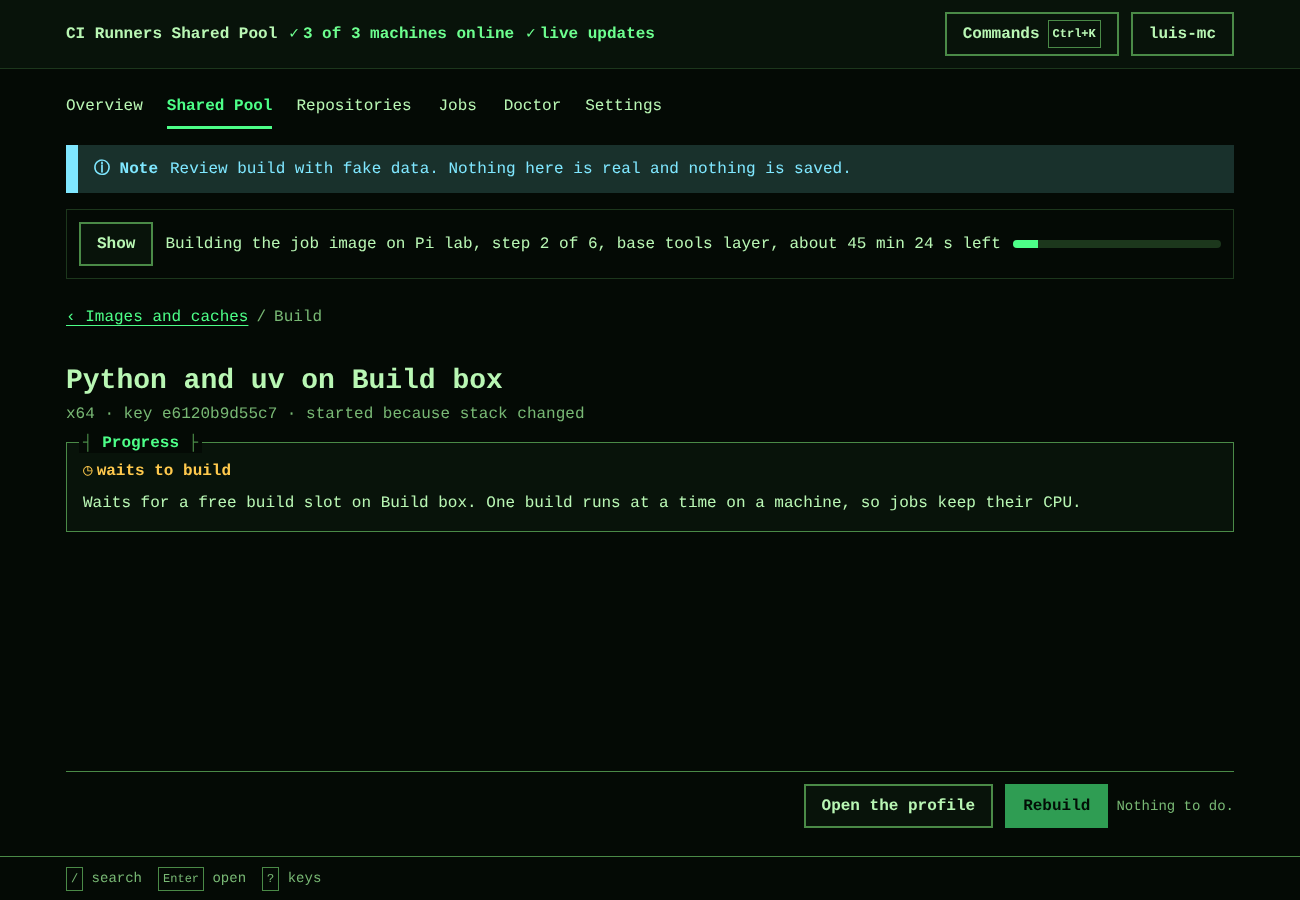 CI Runners Shared Pool ✓ 3 of 3 machines online ✓ live updates
Commands Ctrl+K luis-mc
Overview Shared Pool Repositories Jobs Doctor Settings
ⓘ Note Review build with fake data. Nothing here is real and nothing is saved.
Show Building the job image on Pi lab, step 2 of 6, base tools layer, about 45 min 24 s left
‹ Images and caches / Build
Python and uv on Build box
x64 · key e6120b9d55c7 · started because stack changed
┤ Progress ├
◷ waits to build
Waits for a free build slot on Build box. One build runs at a time on a machine, so jobs keep their CPU.
Open the profile Rebuild Nothing to do.
/ search Enter open ? keys